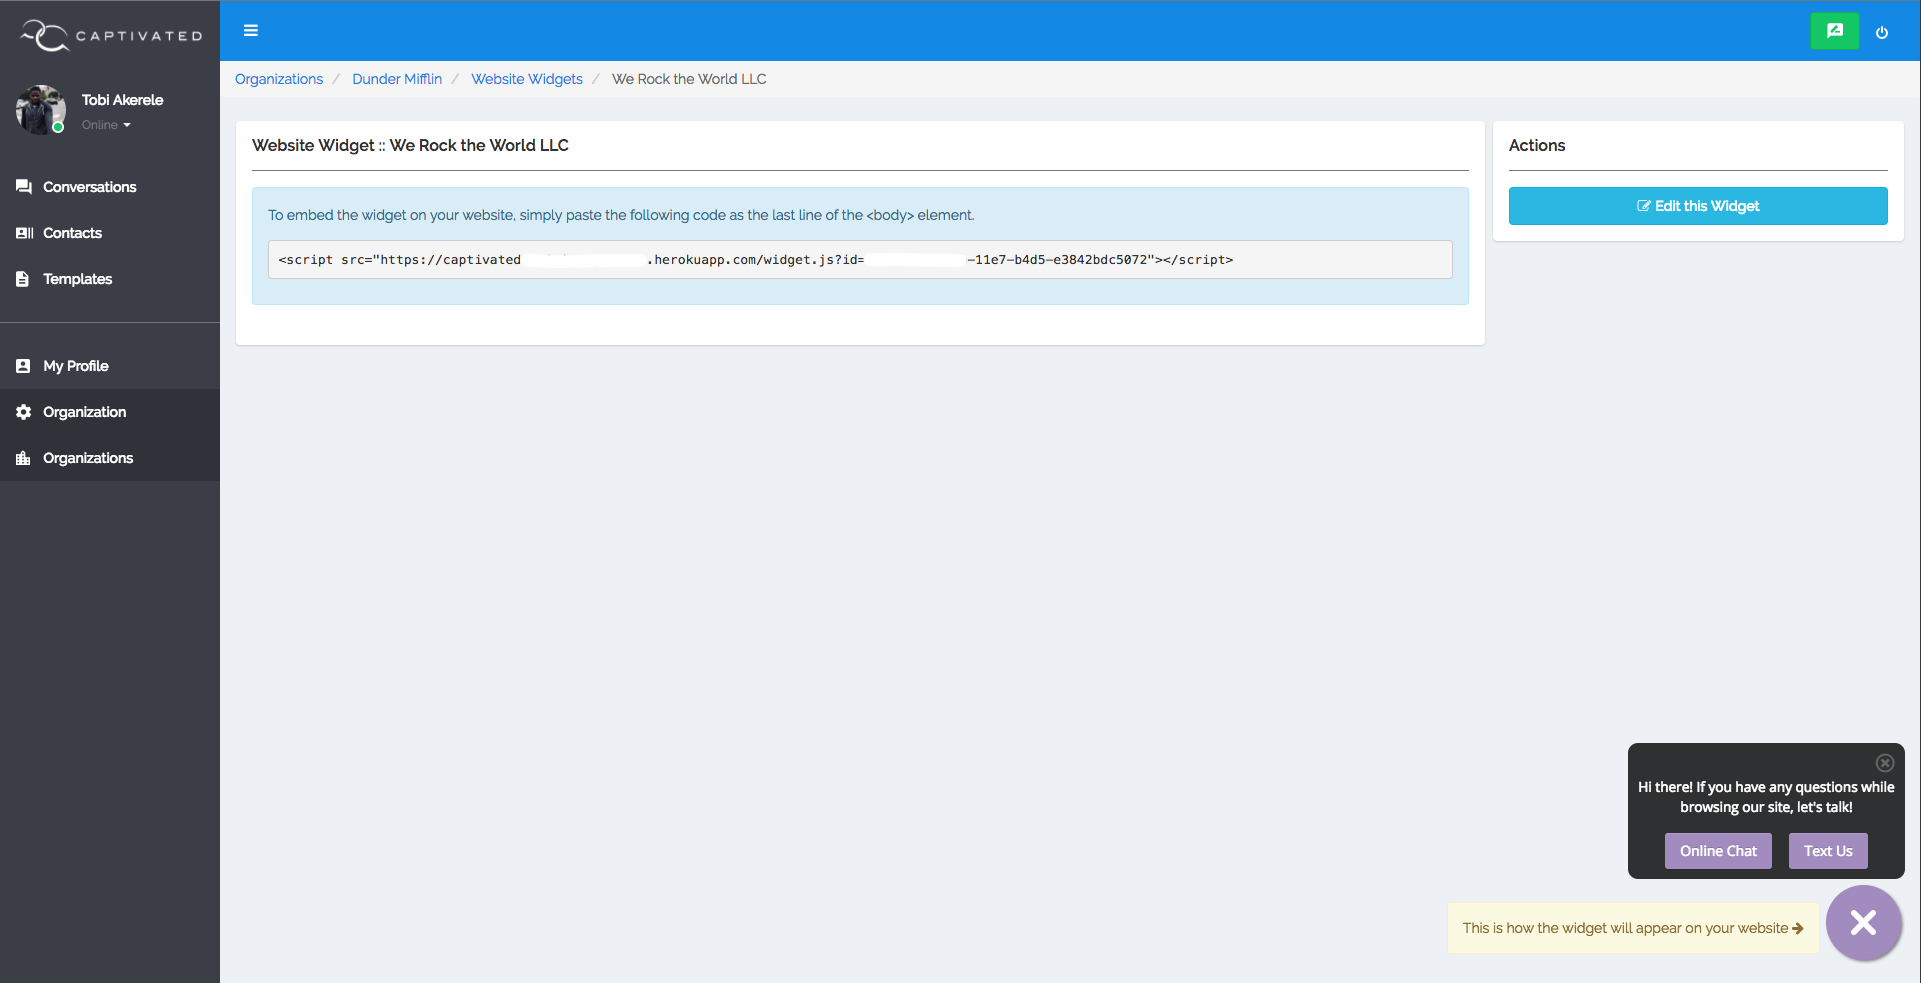 CAPTIVATED
Tobi Akerele
Online
Conversations
Contacts
Templates
My Profile
Organization
Organizations
Organizations / Dunder Mifflin / Website Widgets / We Rock the World LLC
Website Widget :: We Rock the World LLC
To embed the widget on your website, simply paste the following code as the last line of the <body> element.
<script src="https://captivated .herokuapp.com/widget.js?id= -11e7-b4d5-e3842bdc5072"></script>
Actions
Edit this Widget
Hi there! If you have any questions while
browsing our site, let's talk!
Online Chat
Text Us
This is how the widget will appear on your website